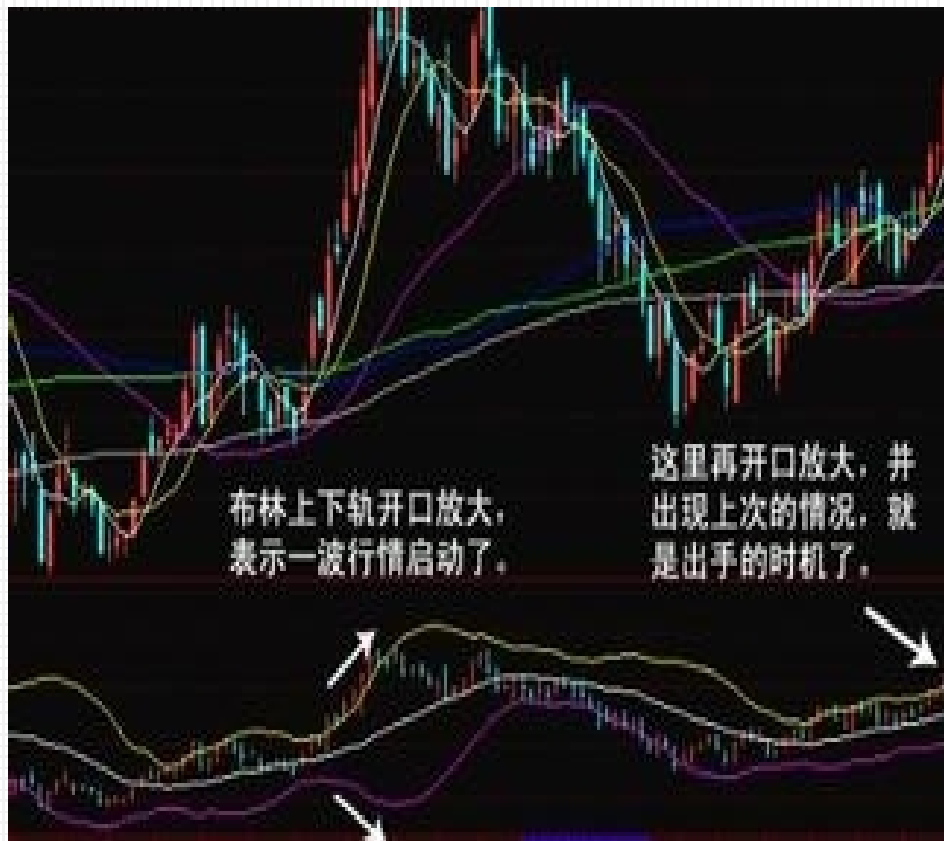 布林上下轨开口放大，
表示一波行情启动了。
这里再开口放大，并
出现上次的情况，就
是出手的时机了。